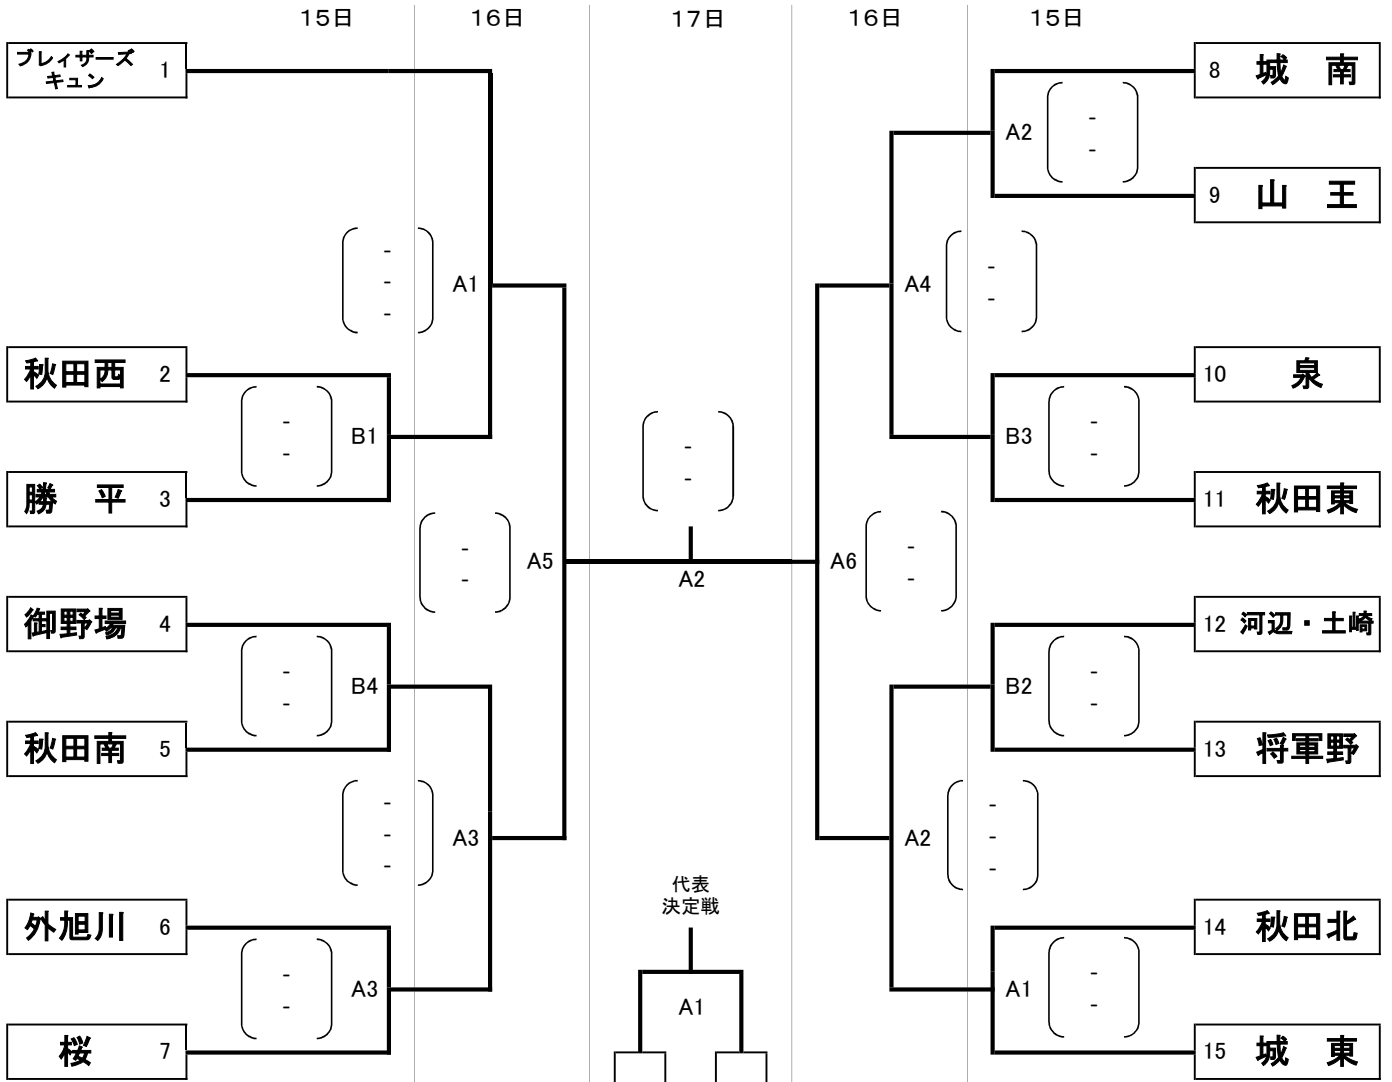 15日 16日 17日 16日 15日
ブレィザーズ
キュン 1
8 城　南
A2
-
-
9 山　王
-
-
-
A1
A4
-
-
秋田西 2
10 泉
-
-
B1
B3
-
-
-
-
勝　平 3
11 秋田東
-
-
A5
A2
A6
-
-
御野場 4
12 河辺・土崎
-
-
B4
B2
-
-
秋田南 5
13 将軍野
-
-
-
A3
A2
-
-
-
代表
決定戦
外旭川 6
14 秋田北
-
-
A3
A1
A1
-
-
桜 7
15 城　東